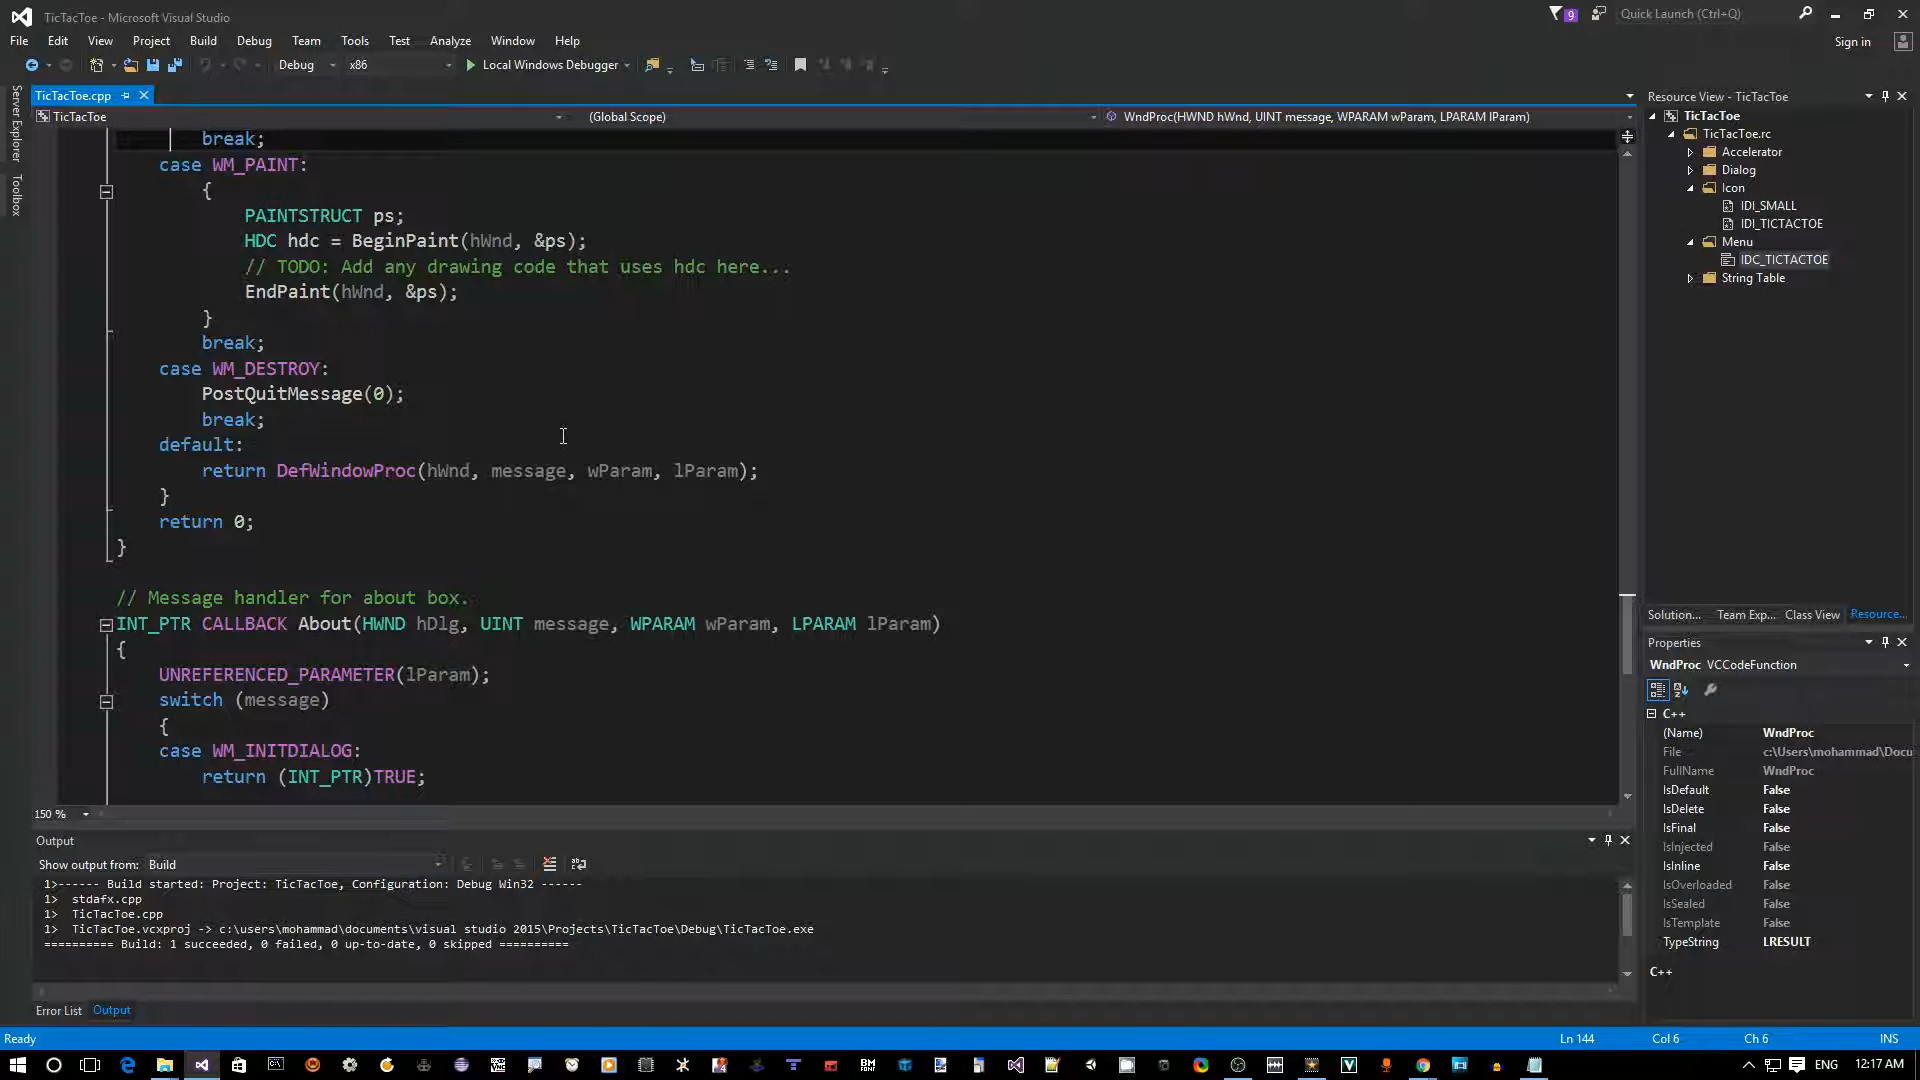 TicTacToe - Microsoft Visual Studio
9
Quick Launch (Ctrl+Q)
File Edit View Project Build Debug Team Tools Test Analyze Window Help
Sign in
Debug x86 Local Windows Debugger
Server Explorer
Toolbox
TicTacToe.cpp
TicTacToe (Global Scope) WndProc(HWND hWnd, UINT message, WPARAM wParam, LPARAM lParam)
break;
case WM_PAINT:
{
PAINTSTRUCT ps;
HDC hdc = BeginPaint(hWnd, &ps);
// TODO: Add any drawing code that uses hdc here...
EndPaint(hWnd, &ps);
}
break;
case WM_DESTROY:
PostQuitMessage(0);
break;
default:
return DefWindowProc(hWnd, message, wParam, lParam);
}
return 0;
}
// Message handler for about box.
INT_PTR CALLBACK About(HWND hDlg, UINT message, WPARAM wParam, LPARAM lParam)
{
UNREFERENCED_PARAMETER(lParam);
switch (message)
{
case WM_INITDIALOG:
return (INT_PTR)TRUE;
150 %
Output
Show output from: Build
1>------ Build started: Project: TicTacToe, Configuration: Debug Win32 ------
1> stdafx.cpp
1> TicTacToe.cpp
1> TicTacToe.vcxproj -> c:\users\mohammad\documents\visual studio 2015\Projects\TicTacToe\Debug\TicTacToe.exe
========== Build: 1 succeeded, 0 failed, 0 up-to-date, 0 skipped ==========
Error List Output
Resource View - TicTacToe
TicTacToe
TicTacToe.rc
Accelerator
Dialog
Icon
IDI_SMALL
IDI_TICTACTOE
Menu
IDC_TICTACTOE
String Table
Solution... Team Exp... Class View Resource...
Properties
WndProc VCCodeFunction
C++
(Name) WndProc
File c:\Users\mohammad\Docu
FullName WndProc
IsDefault False
IsDelete False
IsFinal False
IsInjected False
IsInline False
IsOverloaded False
IsSealed False
IsTemplate False
TypeString LRESULT
C++
Ready Ln 144 Col 6 Ch 6 INS
ENG 12:17 AM